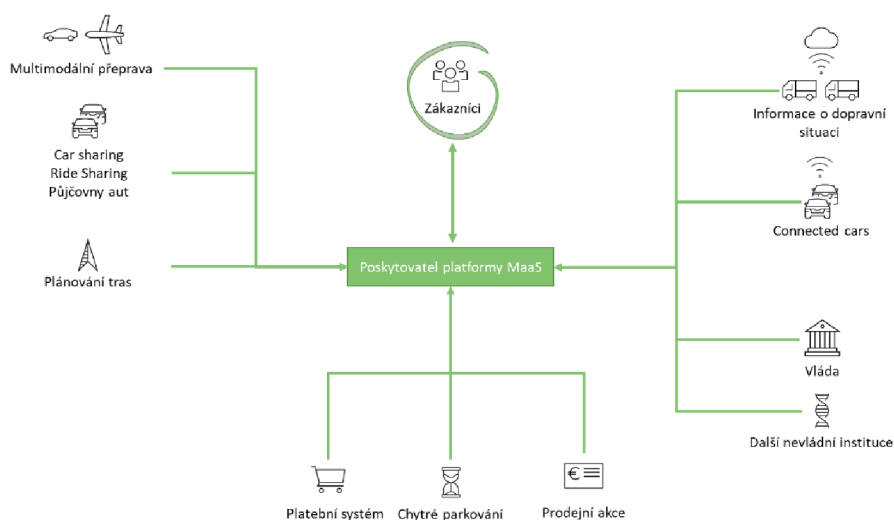 Multimodální přeprava
Car sharing
Ride Sharing
Půjčovny aut
Plánování tras
Zákazníci
Poskytovatel platformy MaaS
Informace o dopravní
situaci
Connected cars
Vláda
Další nevládní instituce
Platební systém
Chytré parkování
€
Prodejní akce